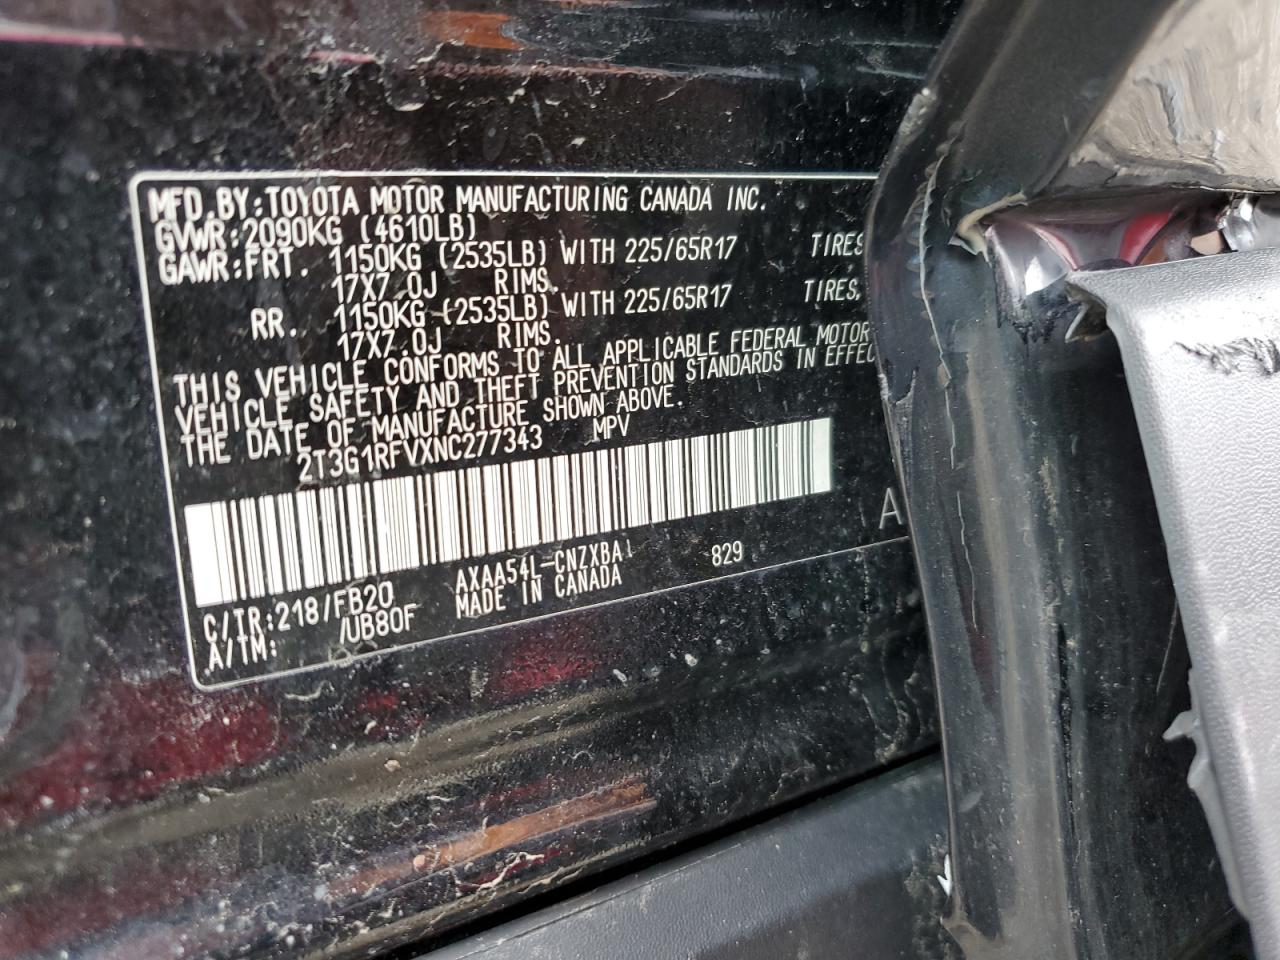 MFD.BY:TOYOTA MOTOR MANUFACTURING CANADA INC.
GVWR:2090KG (4610LB)
GAWR:FRT. 1150KG (2535LB) WITH 225/65R17 TIRES
17X7.0J RIMS.
RR. 1150KG (2535LB) WITH 225/65R17 TIRES,
17X7.0J RIMS.
THIS VEHICLE CONFORMS TO ALL APPLICABLE FEDERAL MOTOR
VEHICLE SAFETY AND THEFT PREVENTION STANDARDS IN EFFEC
THE DATE OF MANUFACTURE SHOWN ABOVE.
2T3G1RFVXNC277343 MPV
A
C/TR:218/FB20 AXAA54L-CNZXBA 829
A/TM: /UB80F MADE IN CANADA